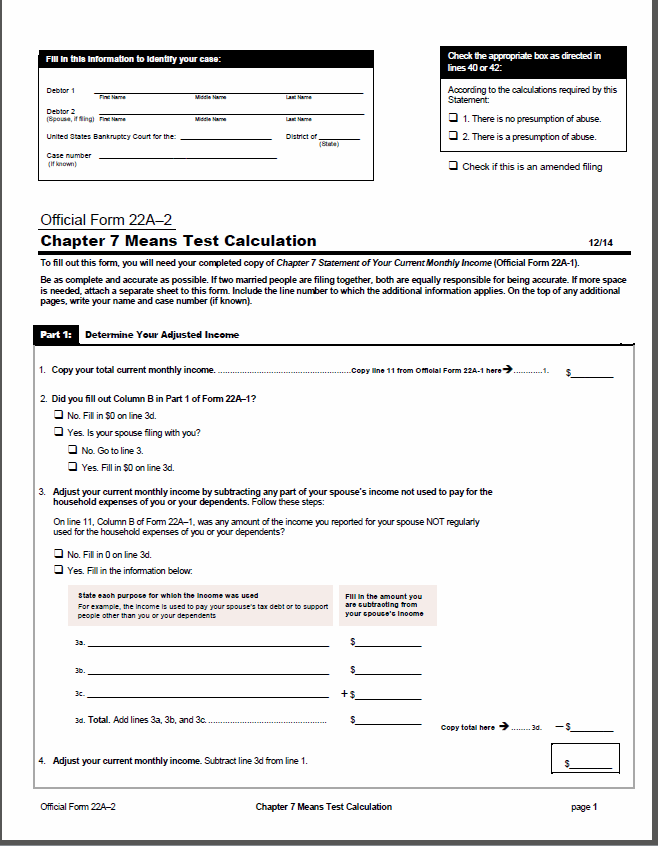 Fill in this information to identify your case:
Debtor 1
First Name Middle Name Last Name
Debtor 2
(Spouse, if filing) First Name Middle Name Last Name
United States Bankruptcy Court for the: District of
(State)
Case number
(If known)
Check the appropriate box as directed in
lines 40 or 42:
According to the calculations required by this
Statement:
1. There is no presumption of abuse.
2. There is a presumption of abuse.
Check if this is an amended filing
Official Form 22A–2
Chapter 7 Means Test Calculation 12/14
To fill out this form, you will need your completed copy of Chapter 7 Statement of Your Current Monthly Income (Official Form 22A-1).
Be as complete and accurate as possible. If two married people are filing together, both are equally responsible for being accurate. If more space
is needed, attach a separate sheet to this form. Include the line number to which the additional information applies. On the top of any additional
pages, write your name and case number (if known).
Part 1: Determine Your Adjusted Income
1. Copy your total current monthly income. Copy line 11 from Official Form 22A-1 here ➔ 1. $
2. Did you fill out Column B in Part 1 of Form 22A–1?
No. Fill in $0 on line 3d.
Yes. Is your spouse filing with you?
No. Go to line 3.
Yes. Fill in $0 on line 3d.
3. Adjust your current monthly income by subtracting any part of your spouse's income not used to pay for the
household expenses of you or your dependents. Follow these steps:
On line 11, Column B of Form 22A–1, was any amount of the income you reported for your spouse NOT regularly
used for the household expenses of you or your dependents?
No. Fill in 0 on line 3d.
Yes. Fill in the information below:
State each purpose for which the income was used
For example, the income is used to pay your spouse's tax debt or to support
people other than you or your dependents
Fill in the amount you
are subtracting from
your spouse's income
3a. $
3b. $
3c. + $
3d. Total. Add lines 3a, 3b, and 3c. $
Copy total here ➔ 3d. – $
4. Adjust your current monthly income. Subtract line 3d from line 1. $
Official Form 22A–2 Chapter 7 Means Test Calculation page 1